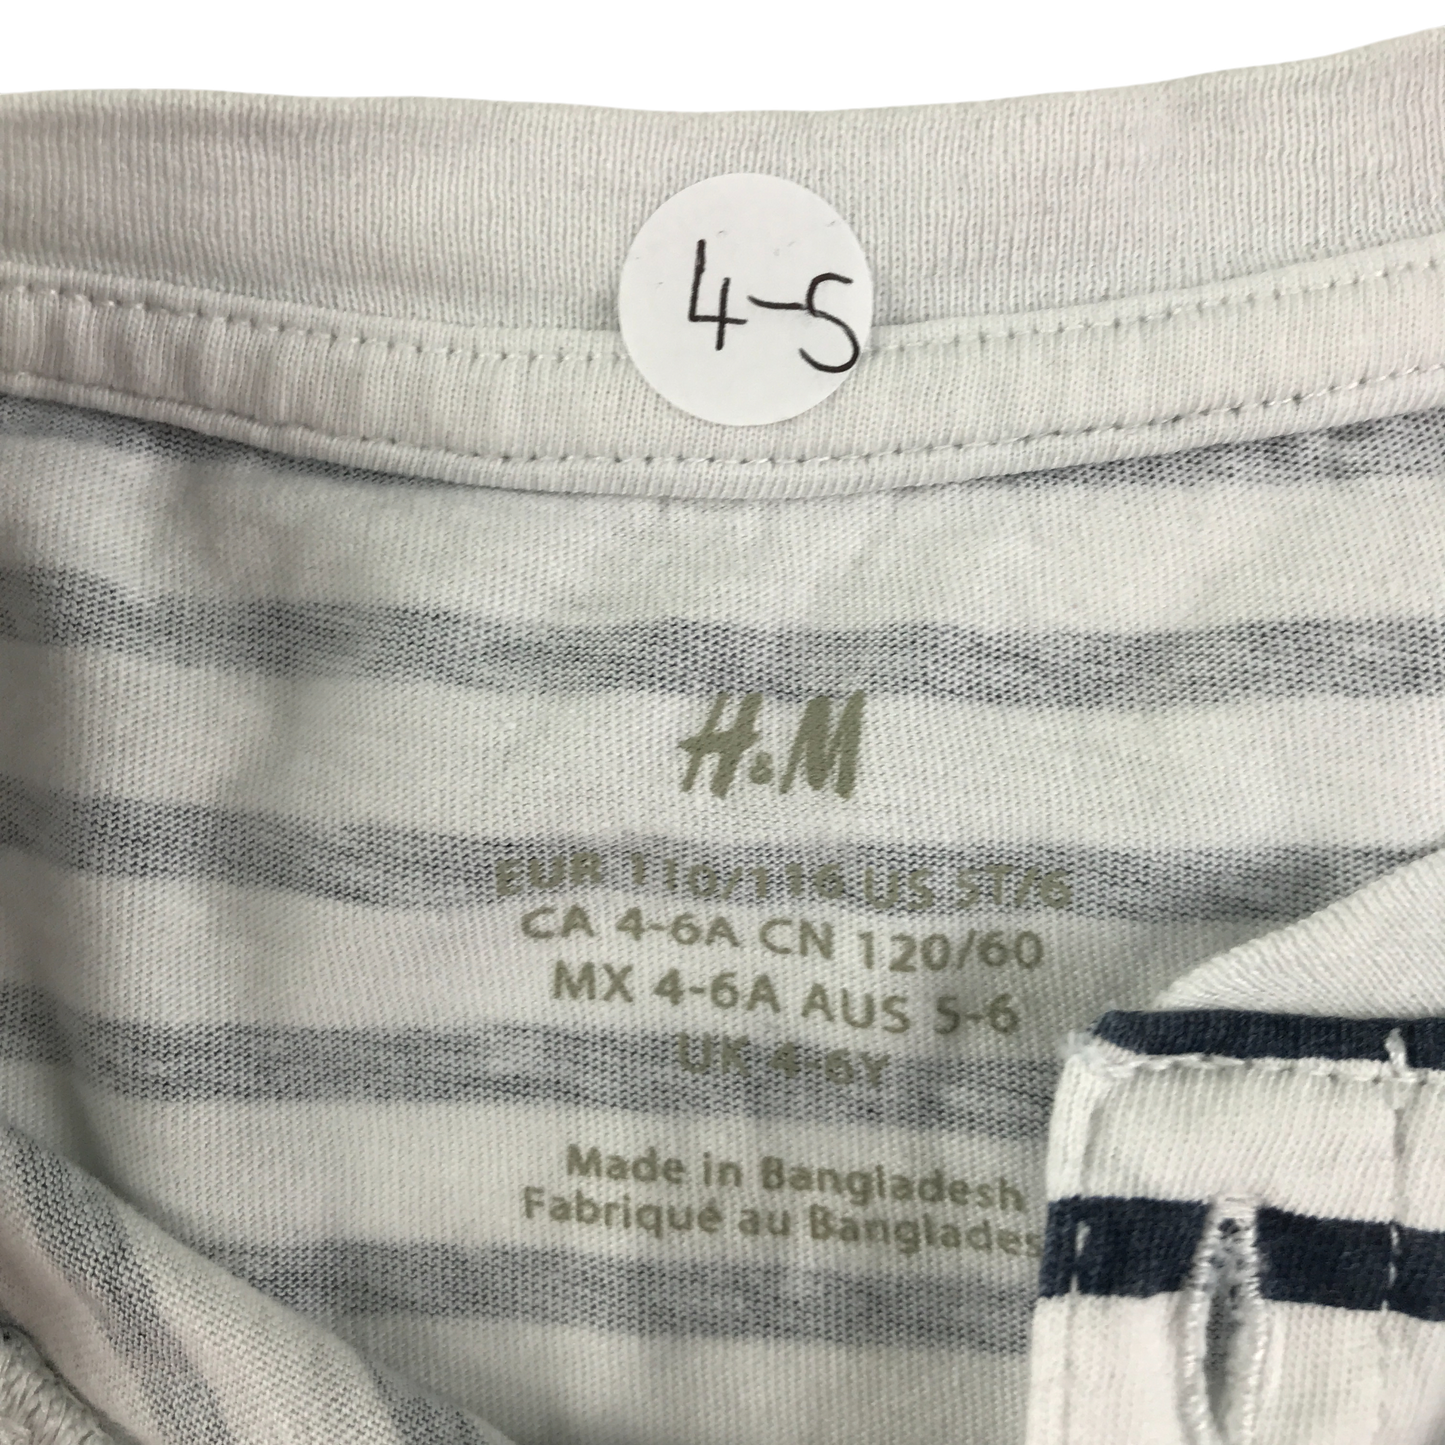 4-5
H&M
EUR 110/116 US 5T/6
CA 4-6A CN 120/60
MX 4-6A AUS 5-6
UK 4-6Y
Made in Bangladesh
Fabriqué au Banglades